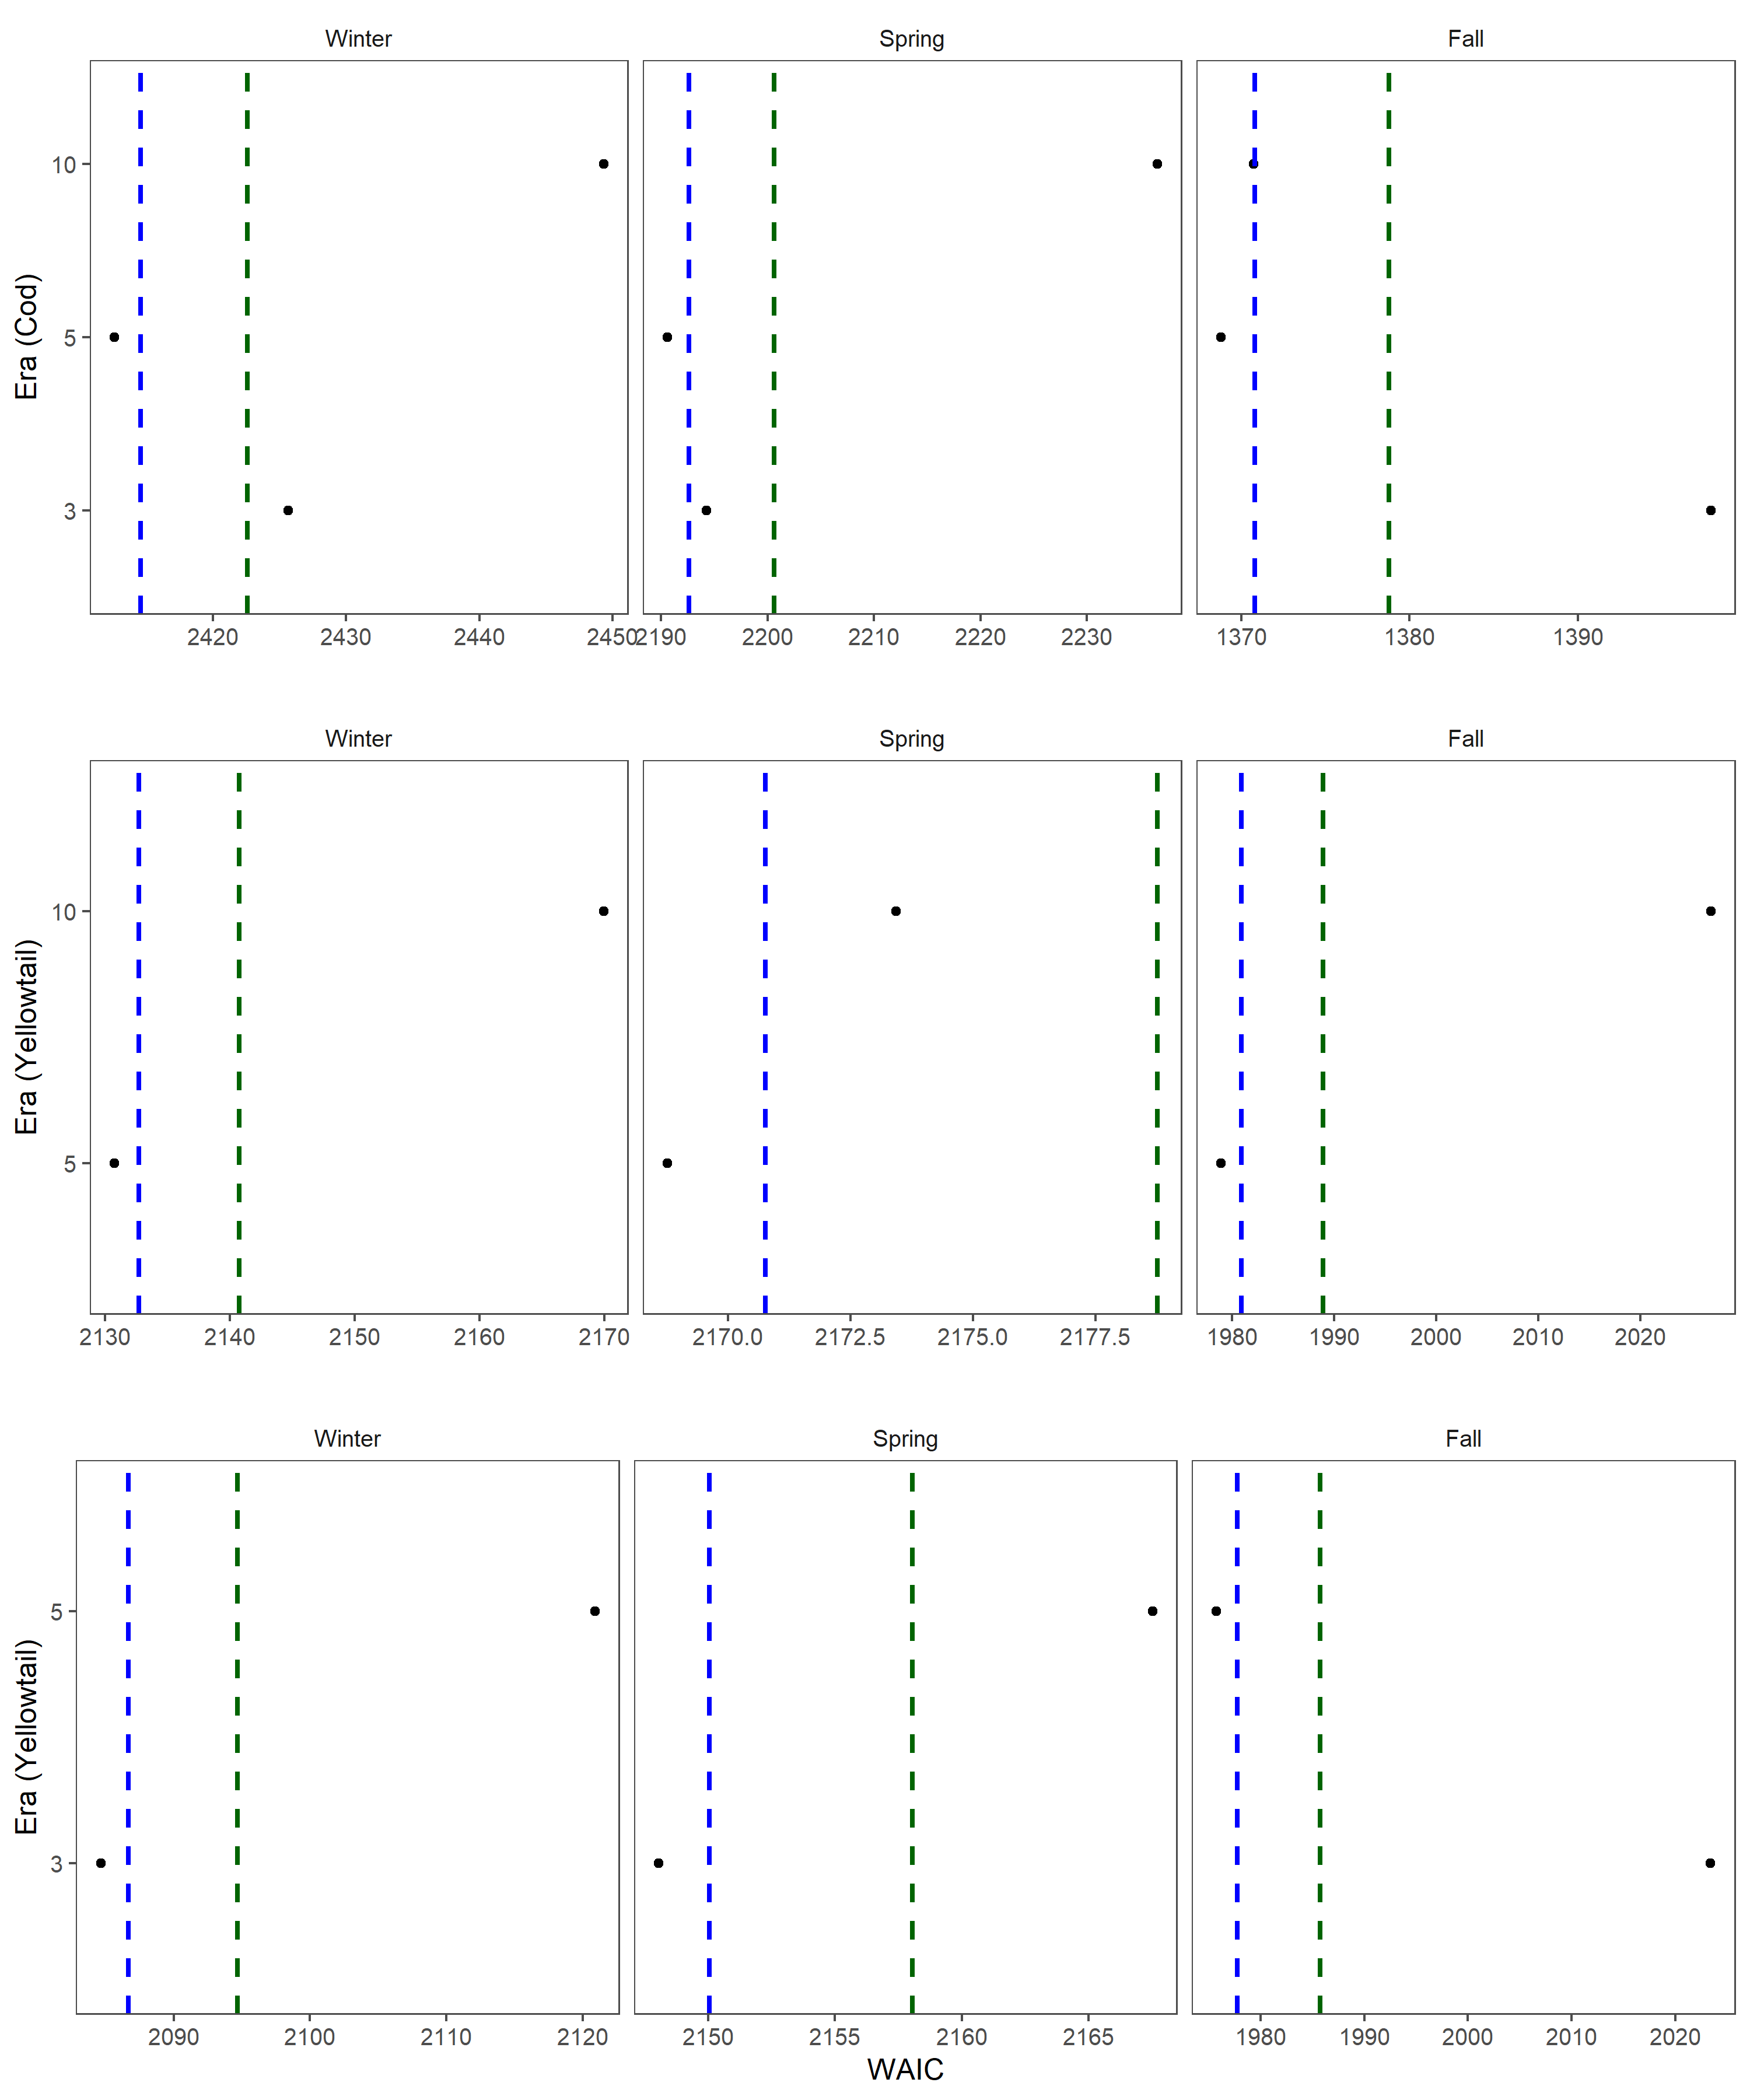 Winter Spring Fall
Era (Cod)
10
5
3
2420 2430 2440 2450 2190 2200 2210 2220 2230 1370 1380 1390
Winter Spring Fall
Era (Yellowtail)
10
5
2130 2140 2150 2160 2170 2170.0 2172.5 2175.0 2177.5 1980 1990 2000 2010 2020
Winter Spring Fall
Era (Yellowtail)
5
3
2090 2100 2110 2120 2150 2155 2160 2165 1980 1990 2000 2010 2020
WAIC